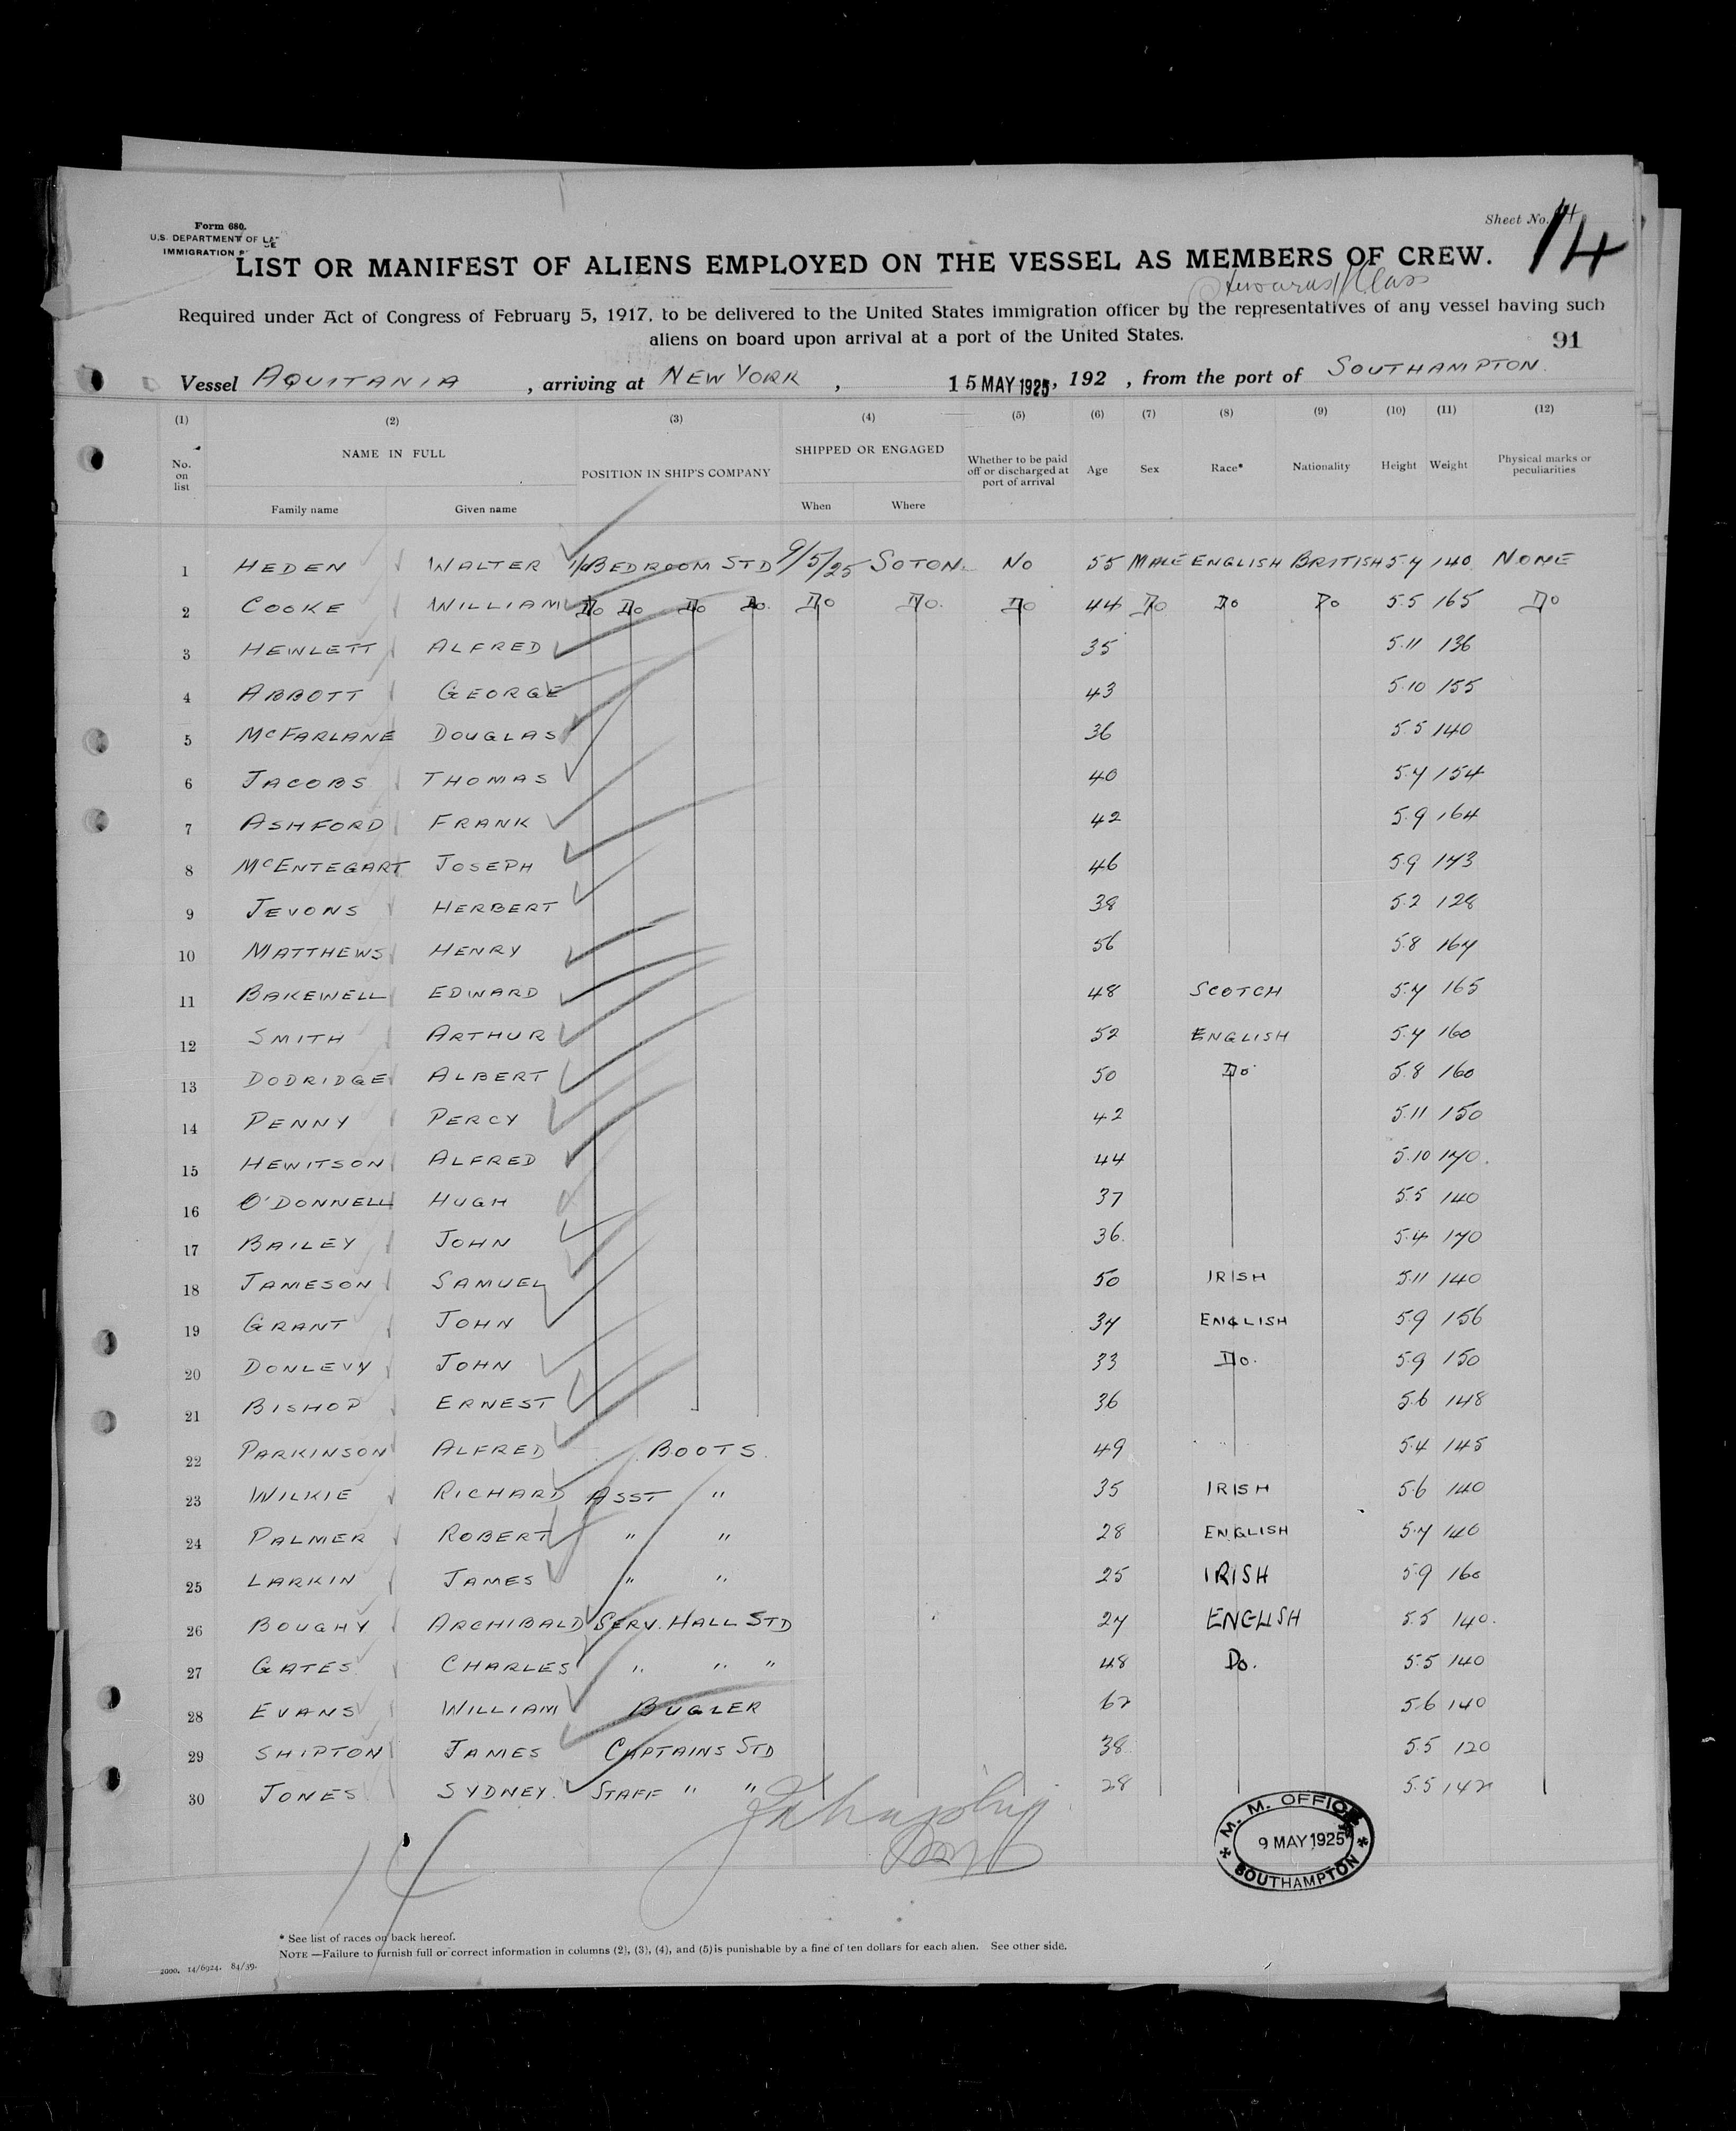 Form 680.
U.S. DEPARTMENT OF LA
IMMIGRATION
Sheet No. 14
14
LIST OR MANIFEST OF ALIENS EMPLOYED ON THE VESSEL AS MEMBERS OF CREW.
Class
Required under Act of Congress of February 5, 1917, to be delivered to the United States immigration officer by the representatives of any vessel having such
aliens on board upon arrival at a port of the United States.
91
Vessel AQUITANIA, arriving at NEW YORK, 15 MAY 1925, 192 , from the port of SOUTHAMPTON.
(1) (2) (3) (4) (5) (6) (7) (8) (9) (10) (11) (12)
No. on list NAME IN FULL POSITION IN SHIP'S COMPANY SHIPPED OR ENGAGED Whether to be paid off or discharged at port of arrival Age Sex Race* Nationality Height Weight Physical marks or peculiarities
Family name Given name When Where
1 HEDEN WALTER BEDROOM STD 9/5/25 SOTON. NO 55 MALE ENGLISH BRITISH 5.7 140 NONE
2 COOKE WILLIAM Do Do Do Do. Do Do. Do 44 Do Do Do 5.5 165 Do
3 HEWLETT ALFRED 35 5.11 136
4 ABBOTT GEORGE 43 5.10 155
5 McFARLANE DOUGLAS 36 5.5 140
6 JACOBS THOMAS 40 5.7 154
7 ASHFORD FRANK 42 5.9 164
8 McENTEGART JOSEPH 46 5.9 173
9 JEVONS HERBERT 38 5.2 128
10 MATTHEWS HENRY 56 5.8 167
11 BAKEWELL EDWARD 48 SCOTCH 5.7 165
12 SMITH ARTHUR 52 ENGLISH 5.7 160
13 DODRIDGE ALBERT 50 Do 5.8 160
14 PENNY PERCY 42 5.11 150
15 HEWITSON ALFRED 44 5.10 170.
16 O'DONNELL HUGH 37 5.5 140
17 BAILEY JOHN 36. 5.4 170
18 JAMESON SAMUEL 50 IRISH 5.11 140
19 GRANT JOHN 37 ENGLISH 5.9 156
20 DONLEVY JOHN 33 Do. 5.9 150
21 BISHOP ERNEST 36 5.6 148
22 PARKINSON ALFRED BOOTS. 49 5.4 145
23 WILKIE RICHARD ASST " 35 IRISH 5.6 140
24 PALMER ROBERT " " 28 ENGLISH 5.7 140
25 LARKIN JAMES " " 25 IRISH 5.9 160
26 BOUGHY ARCHIBALD SERV. HALL STD 27 ENGLISH 5.5 140.
27 GATES CHARLES " " " 48 Do. 5.5 140
28 EVANS WILLIAM BUGLER 62 5.6 140
29 SHIPTON JAMES CAPTAINS STD 38 5.5 120
30 JONES SYDNEY. STAFF " " 28 5.5 142
14
M. M. OFFICE
9 MAY 1925
SOUTHAMPTON
* See list of races on back hereof.
NOTE —Failure to furnish full or correct information in columns (2), (3), (4), and (5) is punishable by a fine of ten dollars for each alien. See other side.
2000. 14/6924. 84/39.